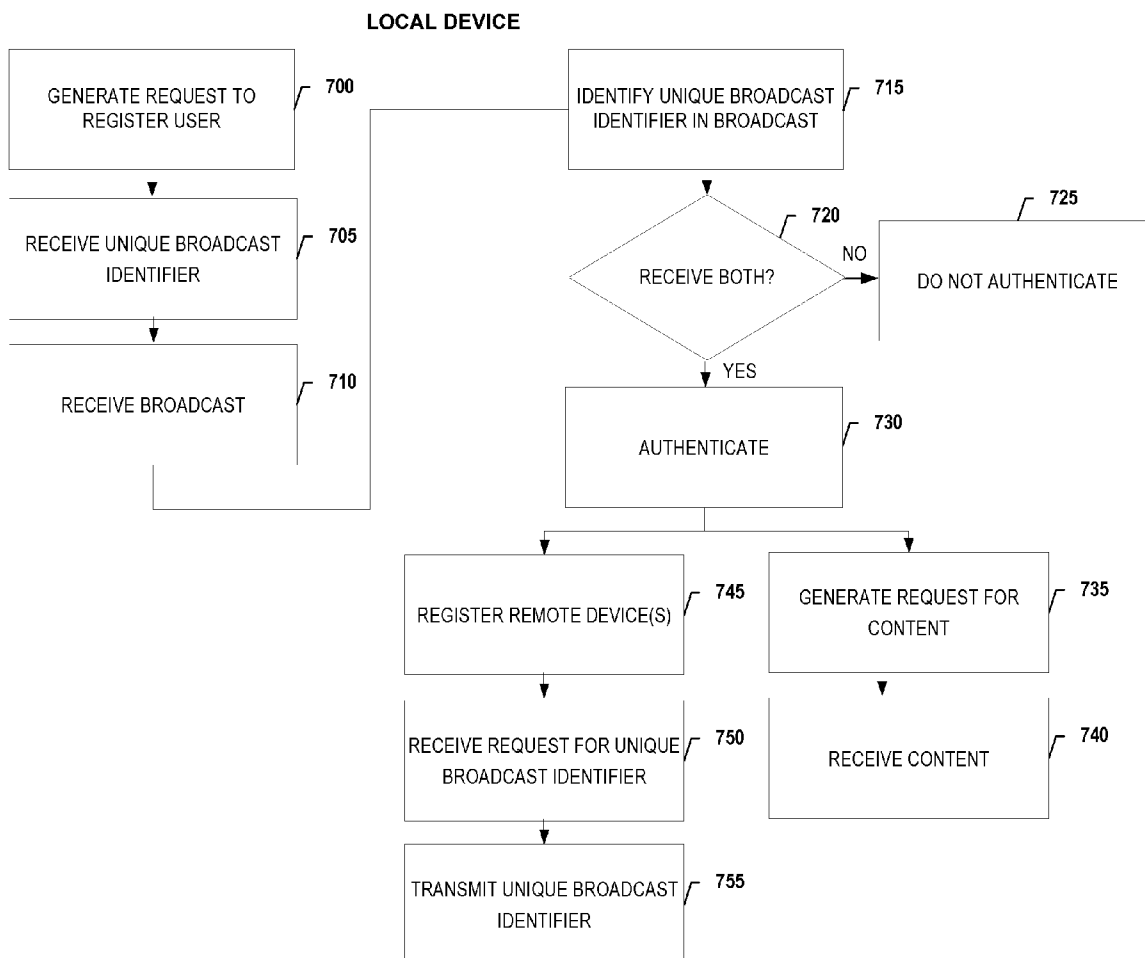 LOCAL DEVICE
GENERATE REQUEST TO
REGISTER USER
700
RECEIVE UNIQUE BROADCAST
IDENTIFIER
705
RECEIVE BROADCAST
710
IDENTIFY UNIQUE BROADCAST
IDENTIFIER IN BROADCAST
715
RECEIVE BOTH?
720
NO
DO NOT AUTHENTICATE
725
YES
AUTHENTICATE
730
REGISTER REMOTE DEVICE(S)
745
GENERATE REQUEST FOR
CONTENT
735
RECEIVE REQUEST FOR UNIQUE
BROADCAST IDENTIFIER
750
RECEIVE CONTENT
740
TRANSMIT UNIQUE BROADCAST
IDENTIFIER
755